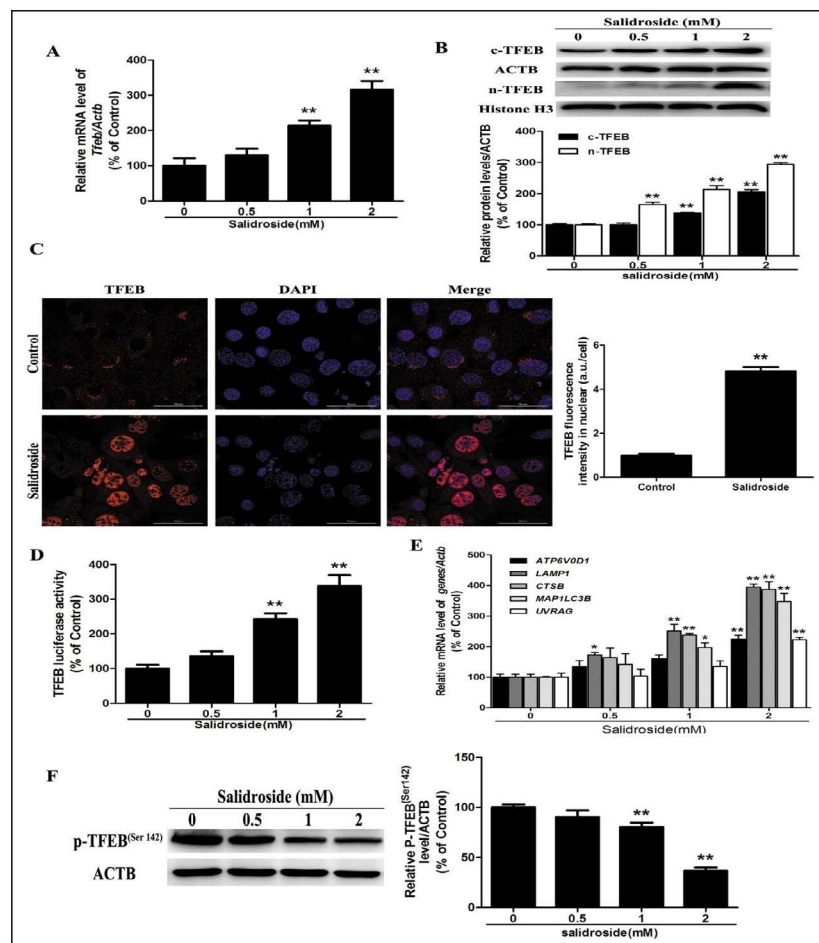 A
Relative mRNA level of
Tfeb/Actb
(% of Control)
400
300
200
100
0
0 0.5 1 2
Salidroside(mM)
** **
B
Salidroside (mM)
0 0.5 1 2
c-TFEB
ACTB
n-TFEB
Histone H3
Relative protein levels/ACTB
(% of Control)
400
300
200
100
0
c-TFEB
n-TFEB
** ** ** ** **
0 0.5 1 2
salidroside(mM)
C
TFEB DAPI Merge
Control
Salidroside
TFEB fluorescence
intensity in nuclear (a.u./cell)
6
4
2
0
**
Control Salidroside
D
TFEB luciferase activity
(% of Control)
400
300
200
100
0
** **
0 0.5 1 2
Salidroside(mM)
E
Relative mRNA level of genes/Actb
(% of Control)
500
400
300
200
100
0
ATP6V0D1
LAMP1
CTSB
MAP1LC3B
UVRAG
* ** ** * ** ** ** ** **
0 0.5 1 2
Salidroside(mM)
F
Salidroside (mM)
0 0.5 1 2
p-TFEB(Ser 142)
ACTB
Relative P-TFEB(Ser142)
level/ACTB
(% of Control)
150
100
50
0
** **
0 0.5 1 2
salidroside(mM)